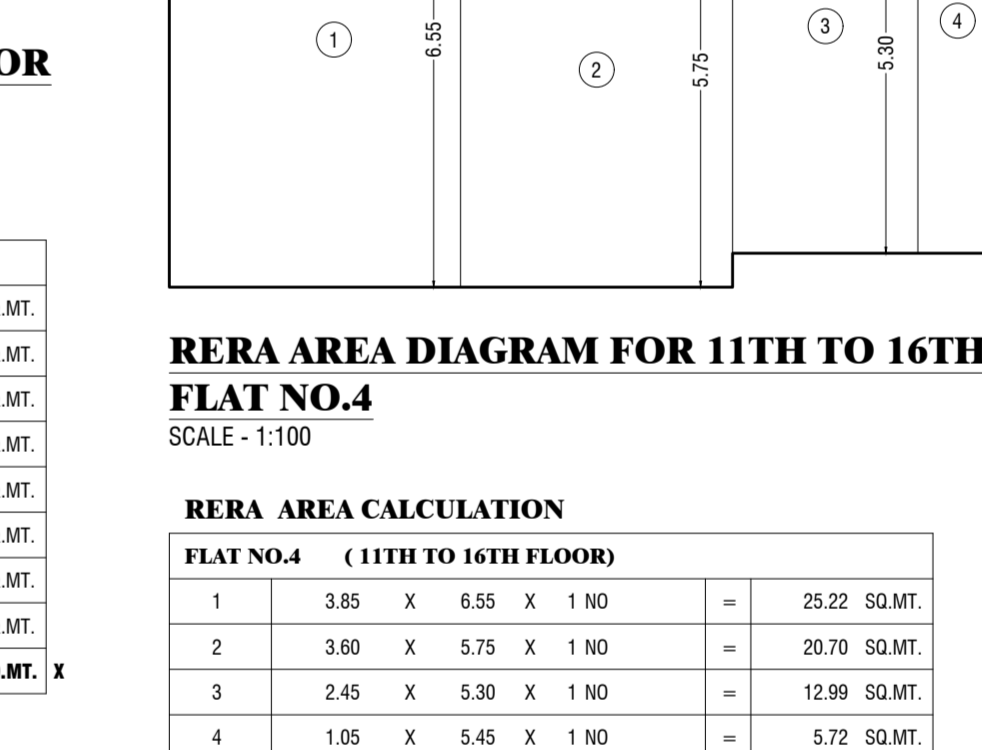 OR
1
6.55
2
5.75
3
5.30
4
RERA AREA DIAGRAM FOR 11TH TO 16TH
FLAT NO.4
SCALE - 1:100
RERA AREA CALCULATION
FLAT NO.4 ( 11TH TO 16TH FLOOR)
1 3.85 X 6.55 X 1 NO = 25.22 SQ.MT.
2 3.60 X 5.75 X 1 NO = 20.70 SQ.MT.
3 2.45 X 5.30 X 1 NO = 12.99 SQ.MT.
4 1.05 X 5.45 X 1 NO = 5.72 SQ.MT.
.MT.
.MT.
.MT.
.MT.
.MT.
.MT.
.MT.
.MT.
.MT. X